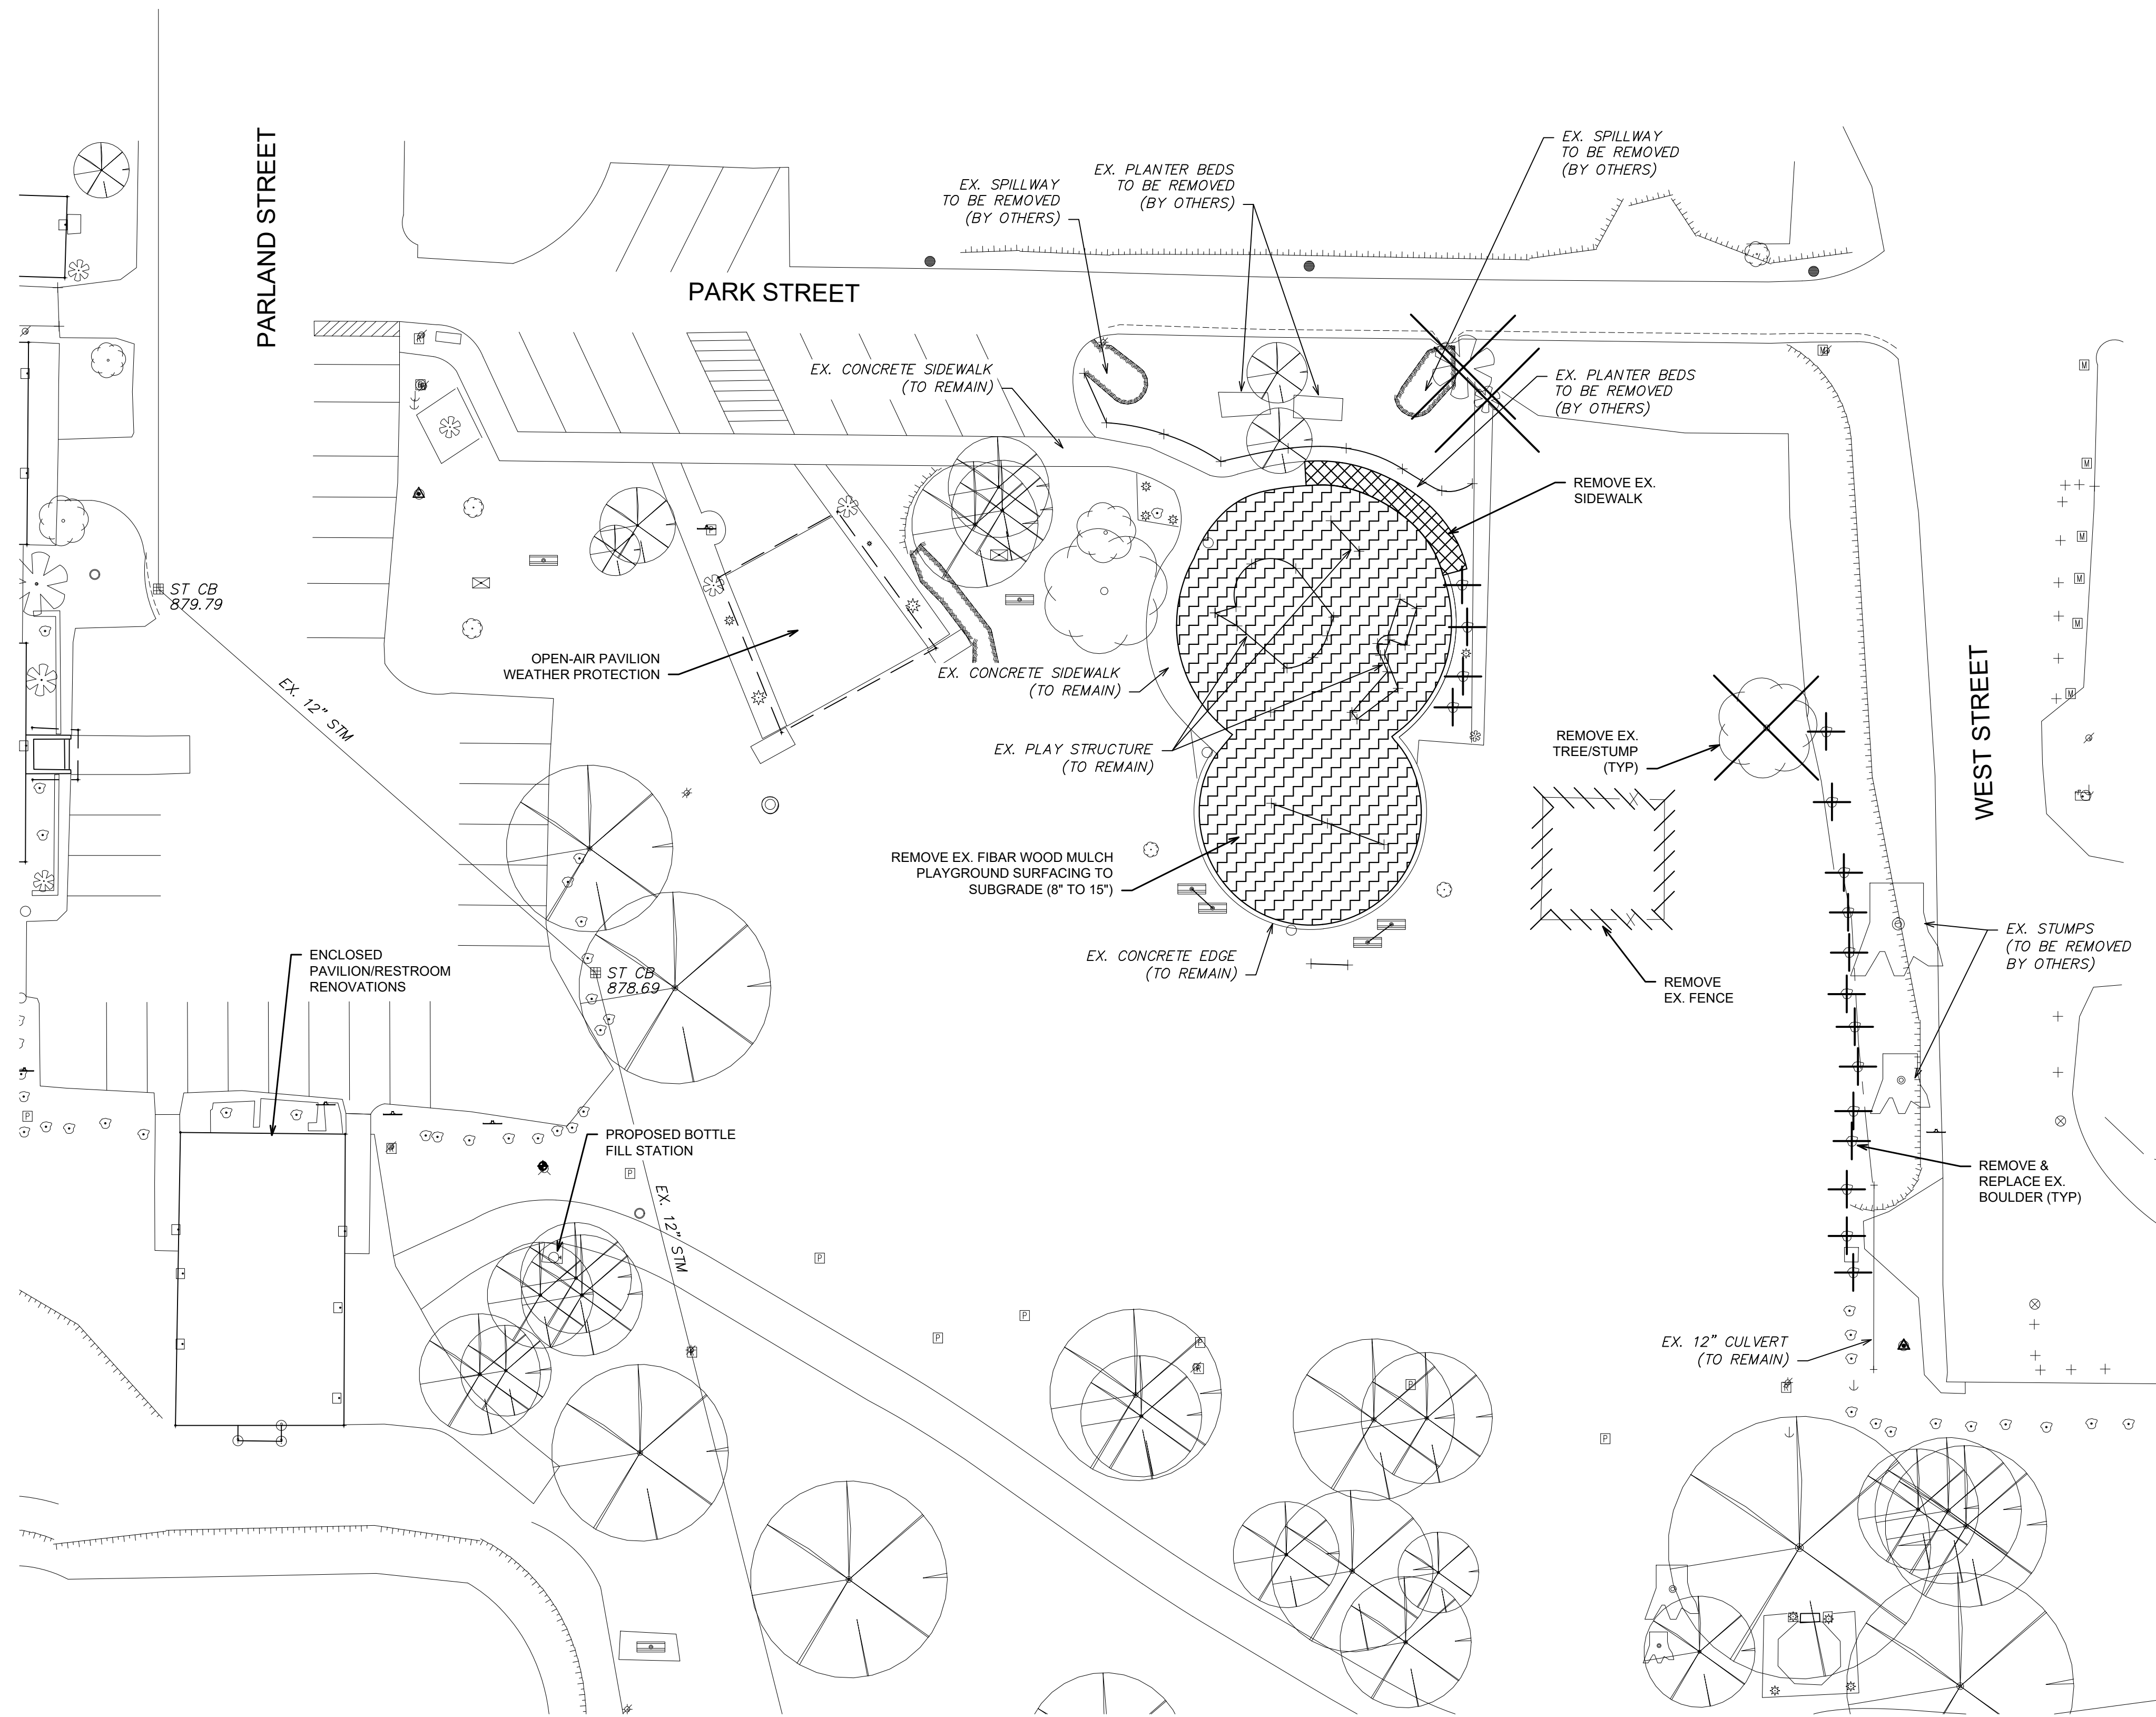 EX. SPILLWAY
TO BE REMOVED
(BY OTHERS)
EX. PLANTER BEDS
TO BE REMOVED
(BY OTHERS)
EX. SPILLWAY
TO BE REMOVED
(BY OTHERS)
PARLAND STREET
PARK STREET
EX. CONCRETE SIDEWALK
(TO REMAIN)
EX. PLANTER BEDS
TO BE REMOVED
(BY OTHERS)
REMOVE EX.
SIDEWALK
ST CB
879.79
OPEN-AIR PAVILION
WEATHER PROTECTION
EX. CONCRETE SIDEWALK
(TO REMAIN)
EX. 12" STM
EX. PLAY STRUCTURE
(TO REMAIN)
REMOVE EX.
TREE/STUMP
(TYP)
WEST STREET
REMOVE EX. FIBAR WOOD MULCH
PLAYGROUND SURFACING TO
SUBGRADE (8" TO 15")
ENCLOSED
PAVILION/RESTROOM
RENOVATIONS
ST CB
878.69
EX. CONCRETE EDGE
(TO REMAIN)
REMOVE
EX. FENCE
EX. STUMPS
(TO BE REMOVED
BY OTHERS)
PROPOSED BOTTLE
FILL STATION
EX. 12" STM
REMOVE &
REPLACE EX.
BOULDER (TYP)
EX. 12" CULVERT
(TO REMAIN)
M
M
M
M
M
M
P
P
P
P
P
P
P
P